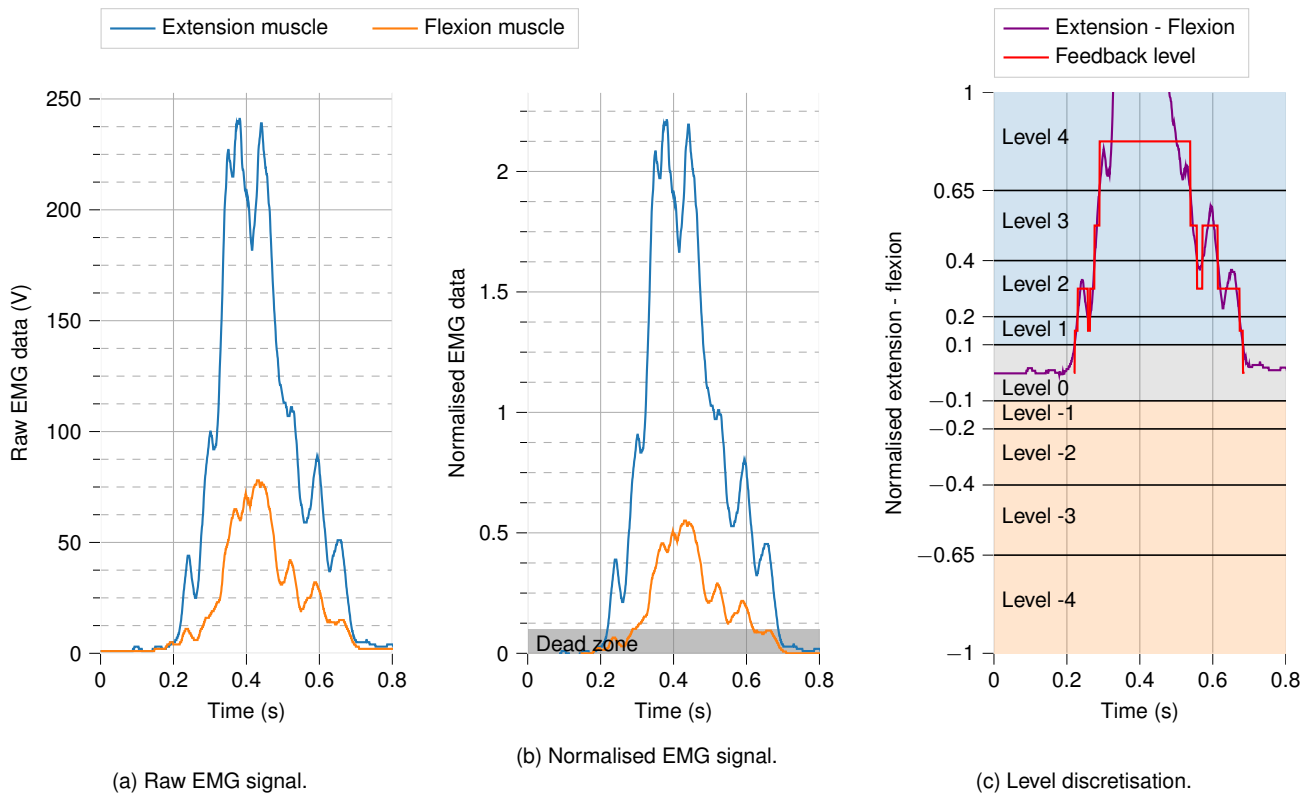 Extension muscle
Flexion muscle
Extension - Flexion
Feedback level
Raw EMG data (V)
250
200
150
100
50
0
0
0.2
0.4
0.6
0.8
Time (s)
(a) Raw EMG signal.
Normalised EMG data
2
1.5
1
0.5
0
Dead zone
0
0.2
0.4
0.6
0.8
Time (s)
(b) Normalised EMG signal.
Normalised extension - flexion
1
0.65
0.4
0.2
0.1
−0.1
−0.2
−0.4
−0.65
−1
Level 4
Level 3
Level 2
Level 1
Level 0
Level -1
Level -2
Level -3
Level -4
0
0.2
0.4
0.6
0.8
Time (s)
(c) Level discretisation.